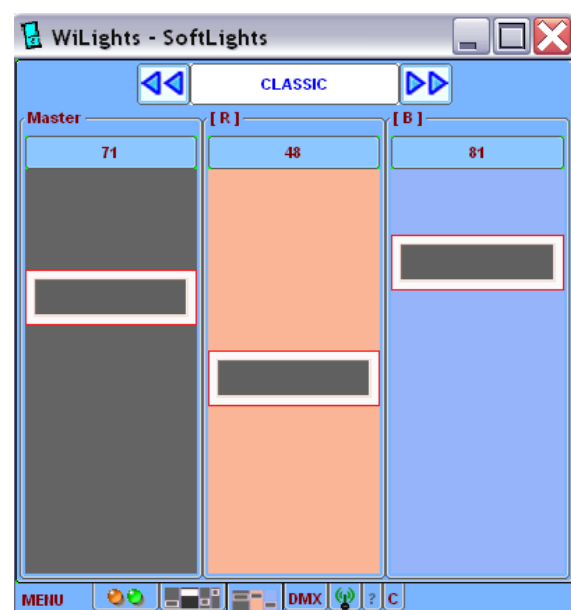 WiLights - SoftLights
CLASSIC
Master [ R ] [ B ]
71 48 81
MENU DMX ? C